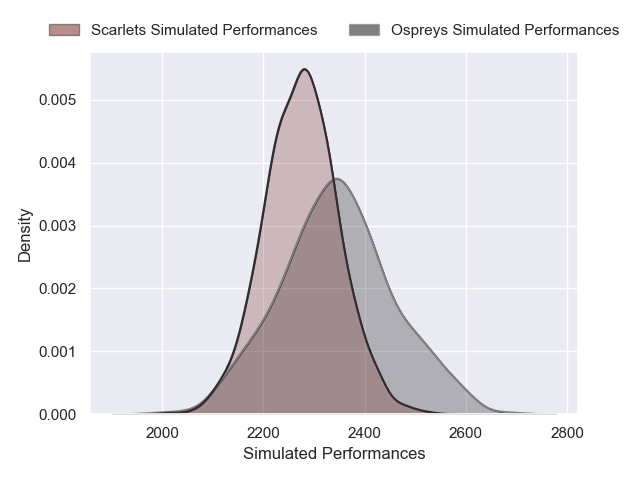 Scarlets Simulated Performances
Ospreys Simulated Performances
Density
0.005
0.004
0.003
0.002
0.001
0.000
2000
2200
2400
2600
2800
Simulated Performances